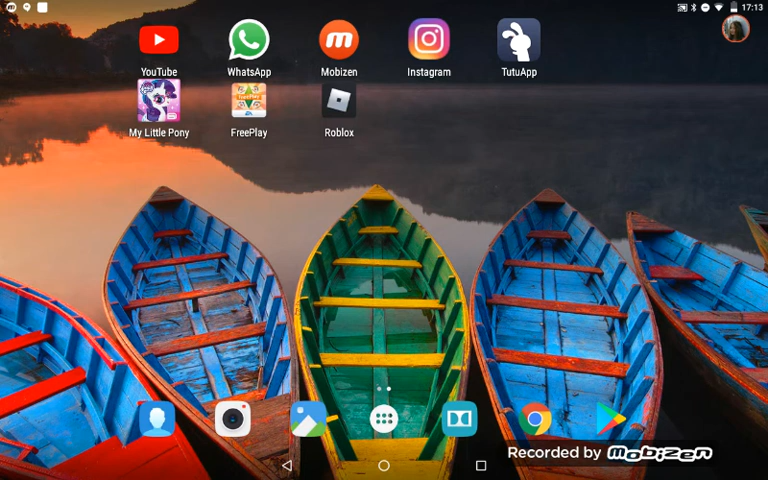 17:13
YouTube
WhatsApp
Mobizen
Instagram
TutuApp
My Little Pony
FreePlay
Roblox
Recorded by mobizen